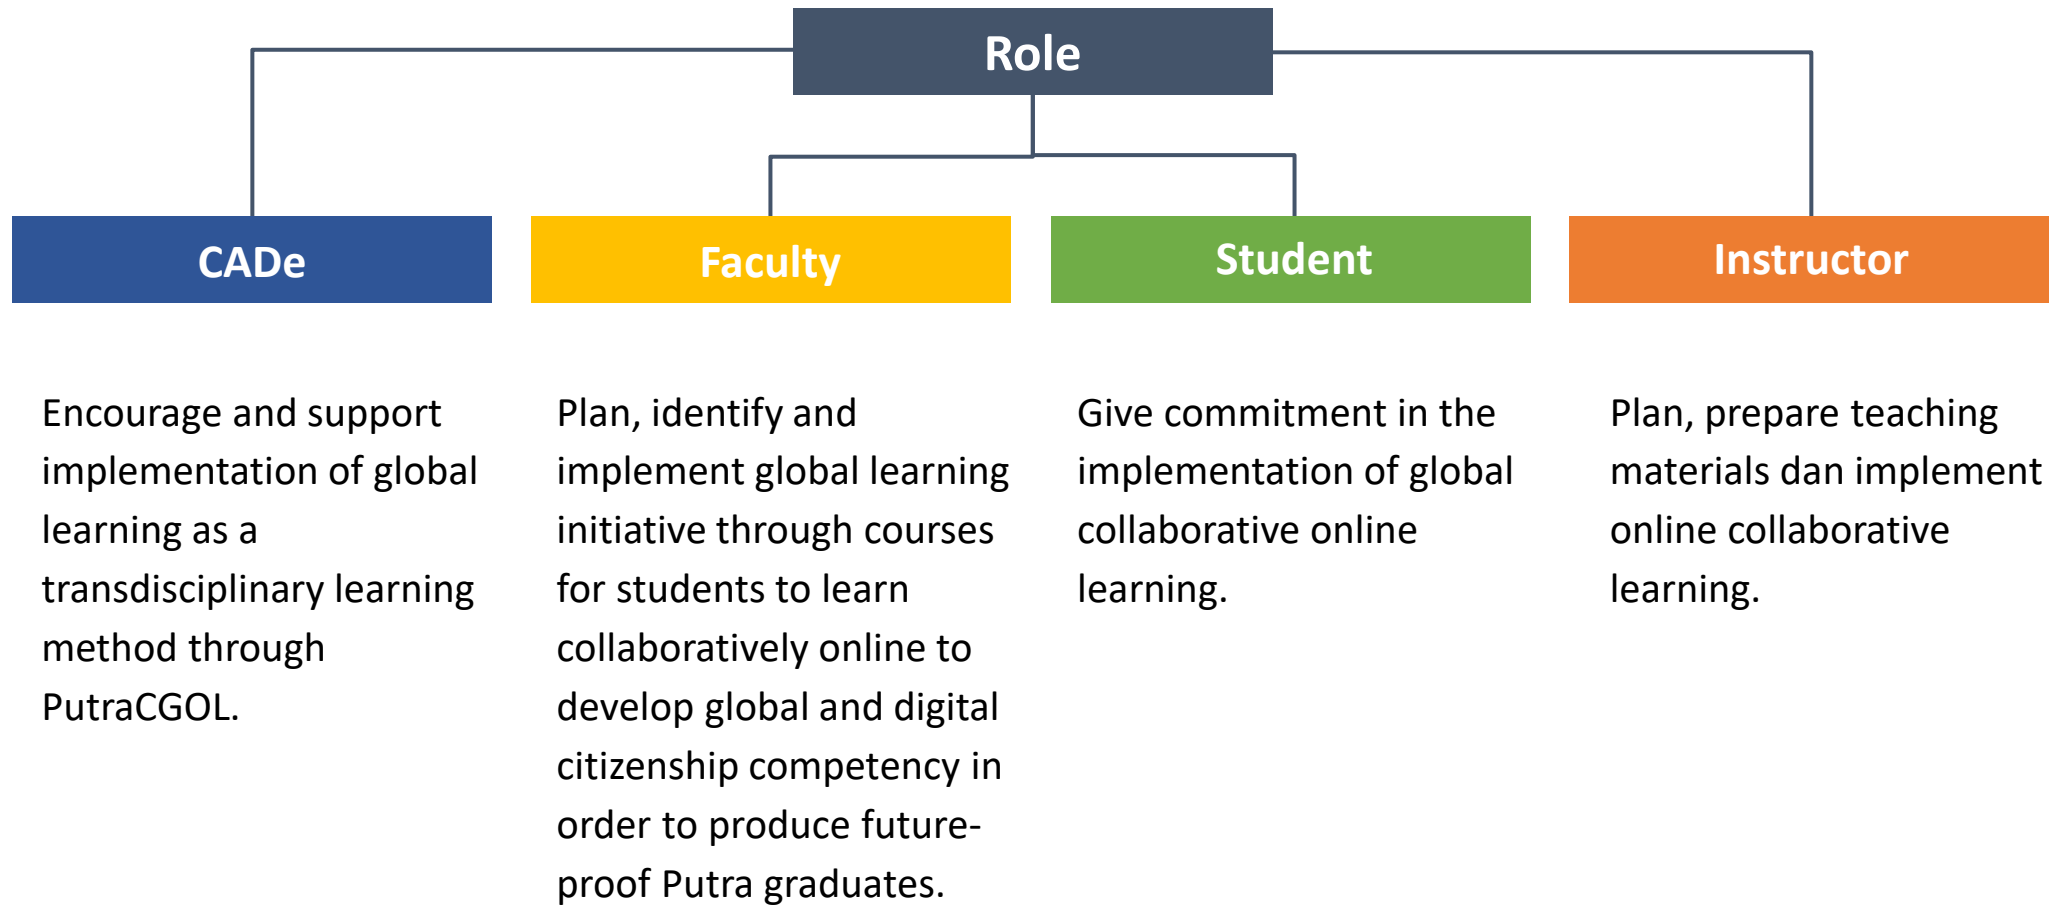 Role
CADe
Faculty
Student
Instructor
Encourage and support
implementation of global
learning as a
transdisciplinary learning
method through
PutraCGOL.
Plan, identify and
implement global learning
initiative through courses
for students to learn
collaboratively online to
develop global and digital
citizenship competency in
order to produce future-
proof Putra graduates.
Give commitment in the
implementation of global
collaborative online
learning.
Plan, prepare teaching
materials dan implement
online collaborative
learning.